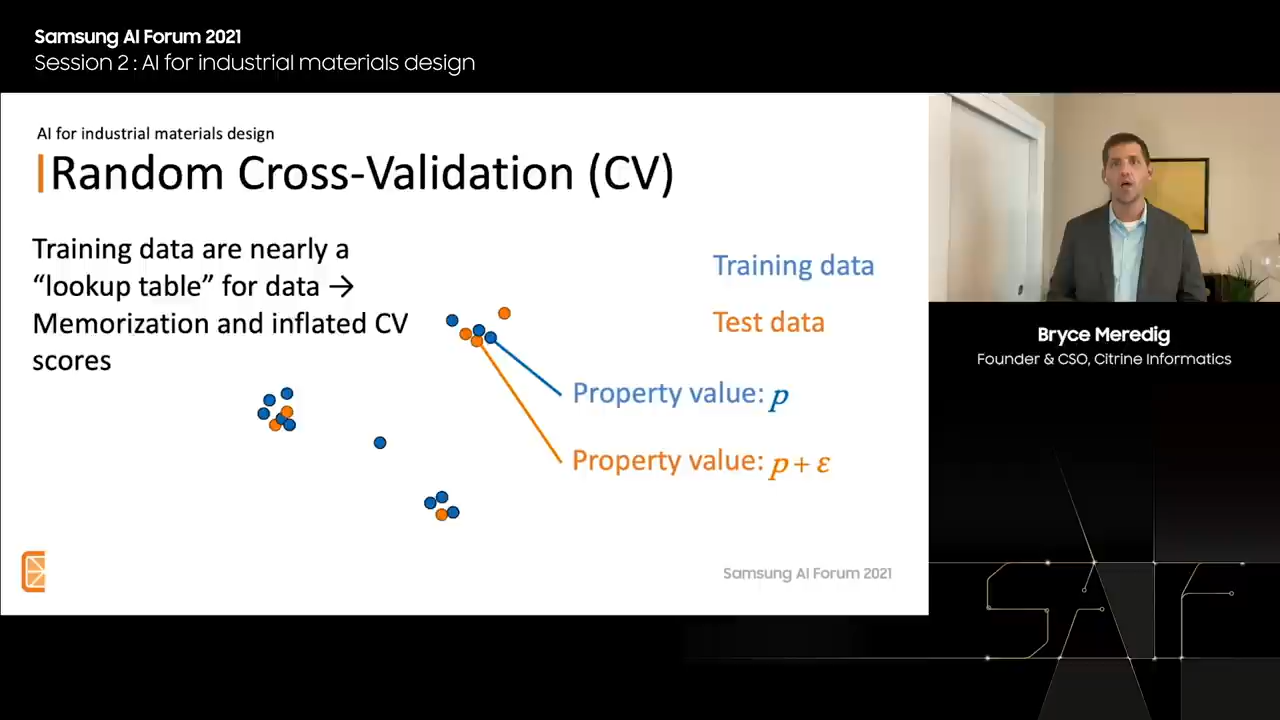 Samsung AI Forum 2021
Session 2 : AI for industrial materials design
AI for industrial materials design
Random Cross-Validation (CV)
Training data are nearly a
“lookup table” for data →
Memorization and inflated CV
scores
Training data
Test data
Property value: p
Property value: p + ε
Samsung AI Forum 2021
Bryce Meredig
Founder & CSO, Citrine Informatics